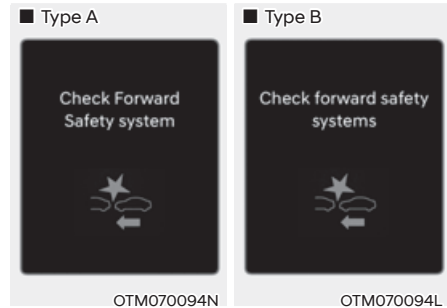 ■ Type A
Check Forward
Safety system
OTM070094N
■ Type B
Check forward safety
systems
OTM070094L